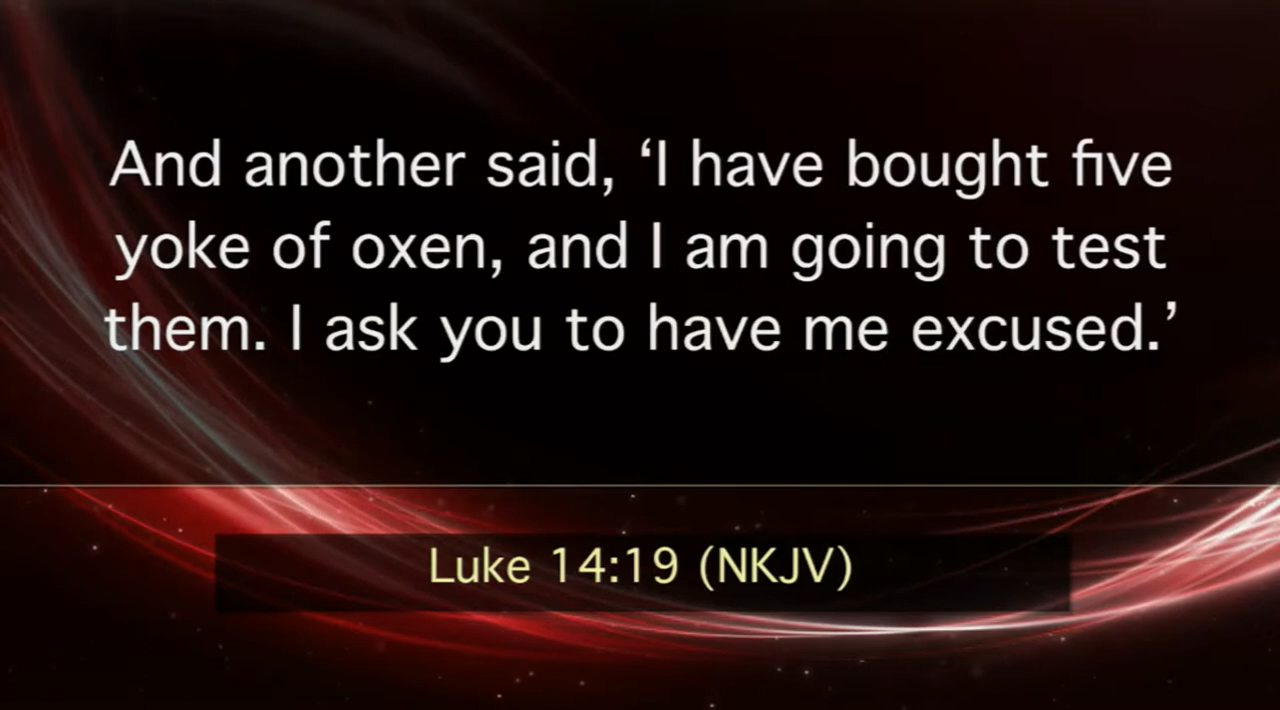 And another said, ‘I have bought five
yoke of oxen, and I am going to test
them. I ask you to have me excused.’
Luke 14:19 (NKJV)